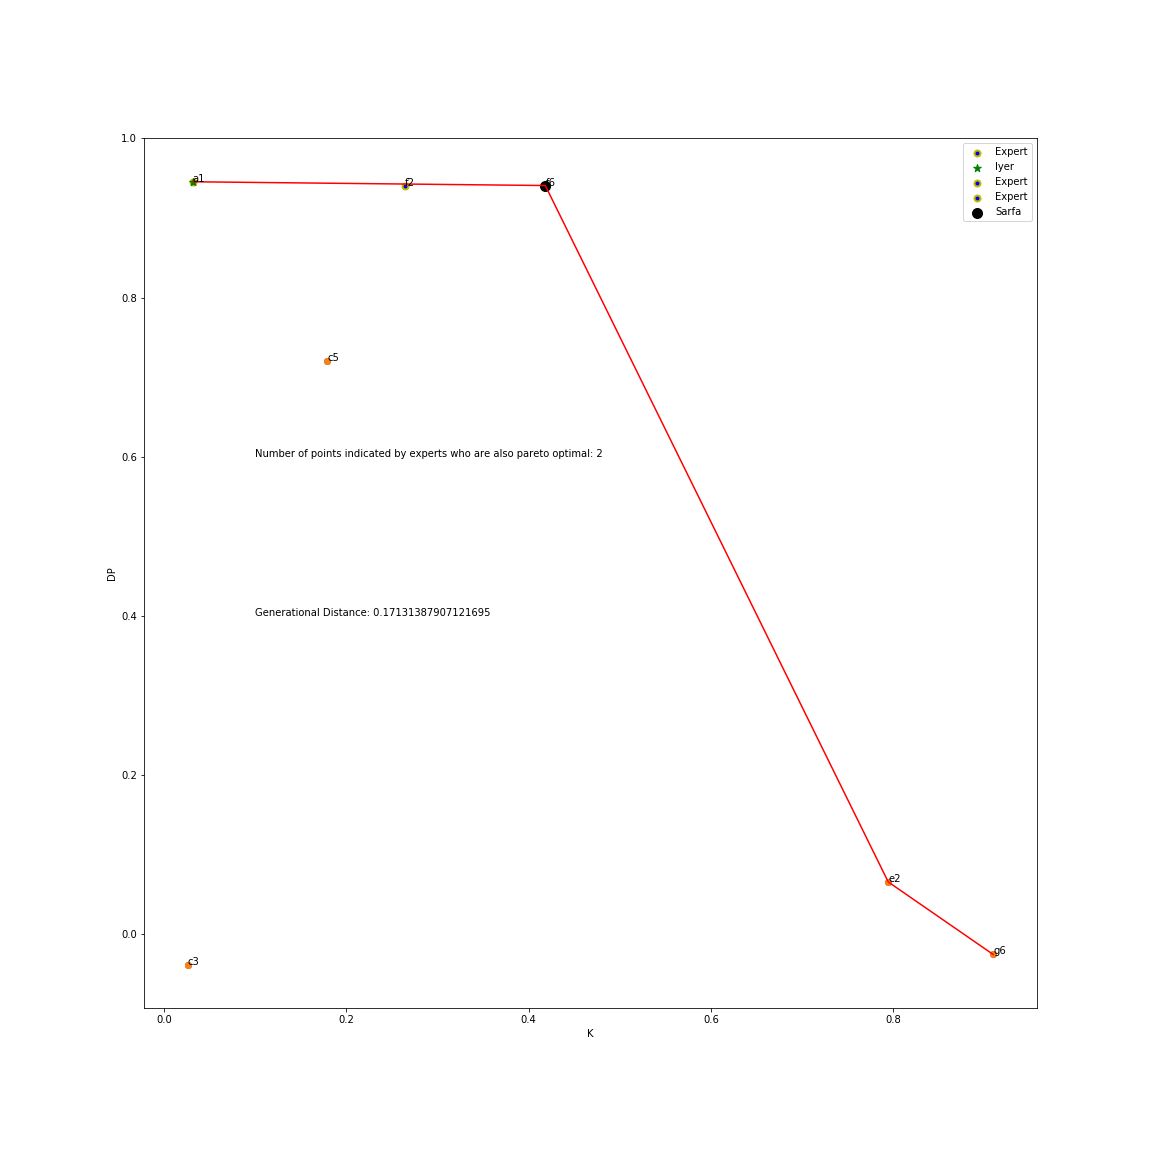 1.0
Expert
Iyer
Expert
Expert
Sarfa
a1
f2
f6
0.8
c5
0.6
Number of points indicated by experts who are also pareto optimal: 2
DP
0.4
Generational Distance: 0.17131387907121695
0.2
e2
0.0
g6
c3
0.0 0.2 0.4 0.6 0.8
K